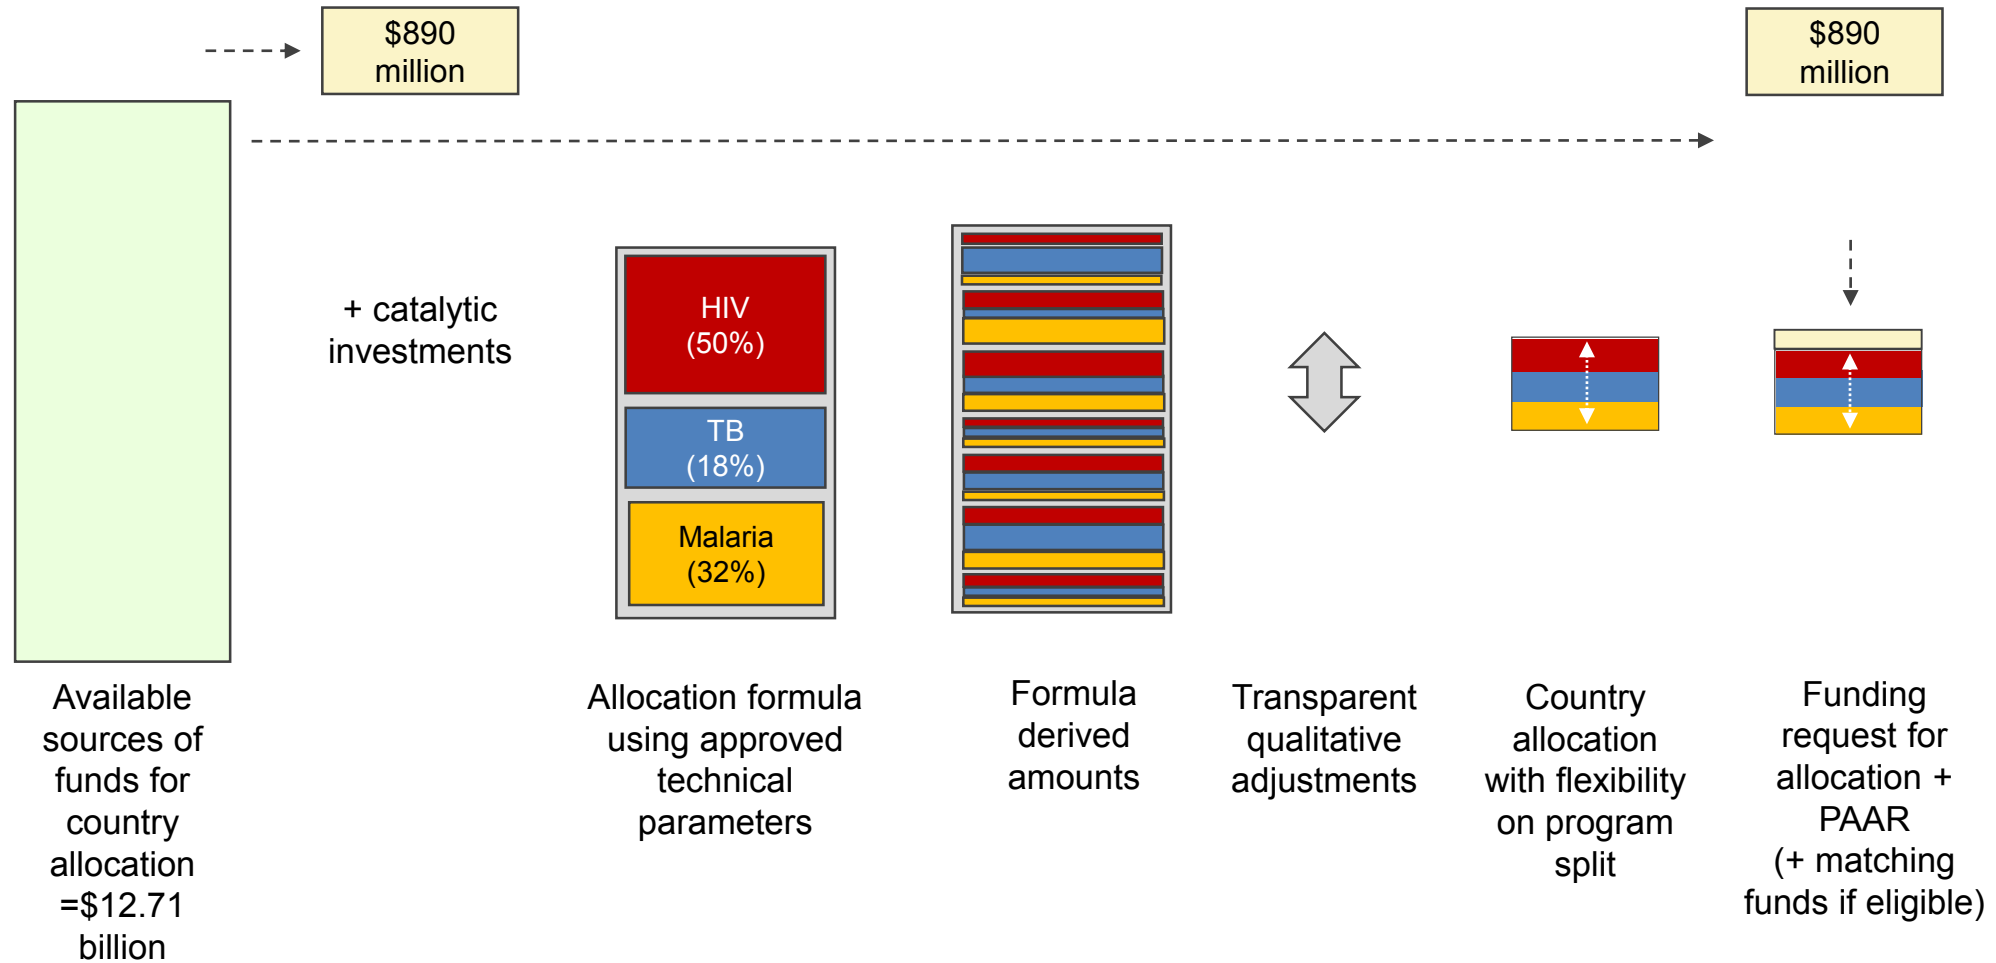 $890
million
$890
million
+ catalytic
investments
HIV
(50%)
TB
(18%)
Malaria
(32%)
Available
sources of
funds for
country
allocation
=$12.71
billion
Allocation formula
using approved
technical
parameters
Formula
derived
amounts
Transparent
qualitative
adjustments
Country
allocation
with flexibility
on program
split
Funding
request for
allocation +
PAAR
(+ matching
funds if eligible)